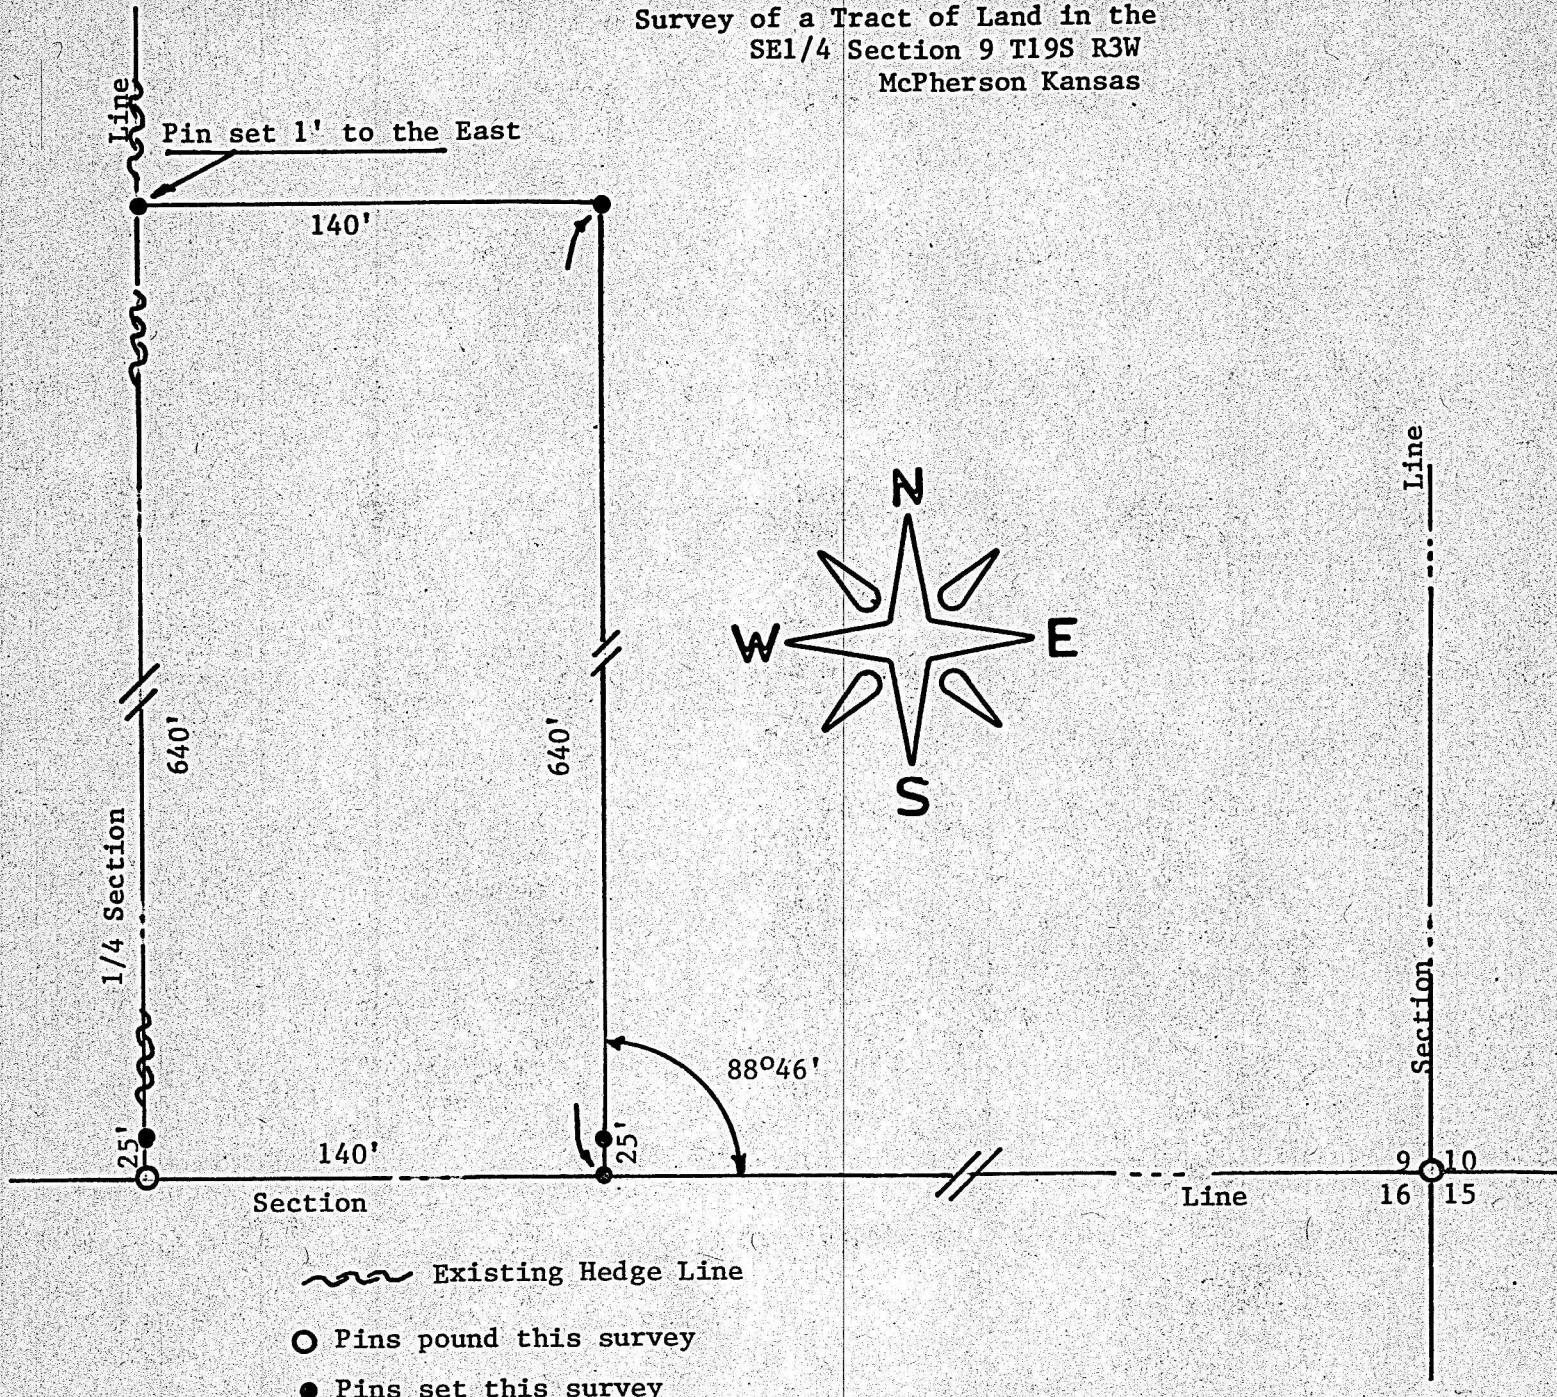 Survey of a Tract of Land in the
SE1/4 Section 9 T19S R3W
McPherson Kansas
Line
Pin set 1' to the East
140'
Line
N
W
E
S
640'
640'
1/4 Section
Section
88°46'
25'
140'
25'
Section
Line
9
10
16
15
Existing Hedge Line
Pins pound this survey
Pins set this survey